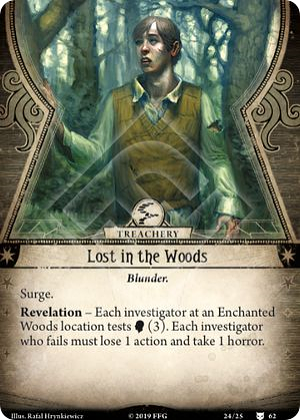 TREACHERY
Lost in the Woods
Blunder.
Surge.
Revelation – Each investigator at an Enchanted
Woods location tests (3). Each investigator
who fails must lose 1 action and take 1 horror.
Illus. Rafal Hrynkiewicz © 2019 FFG 24/25 62